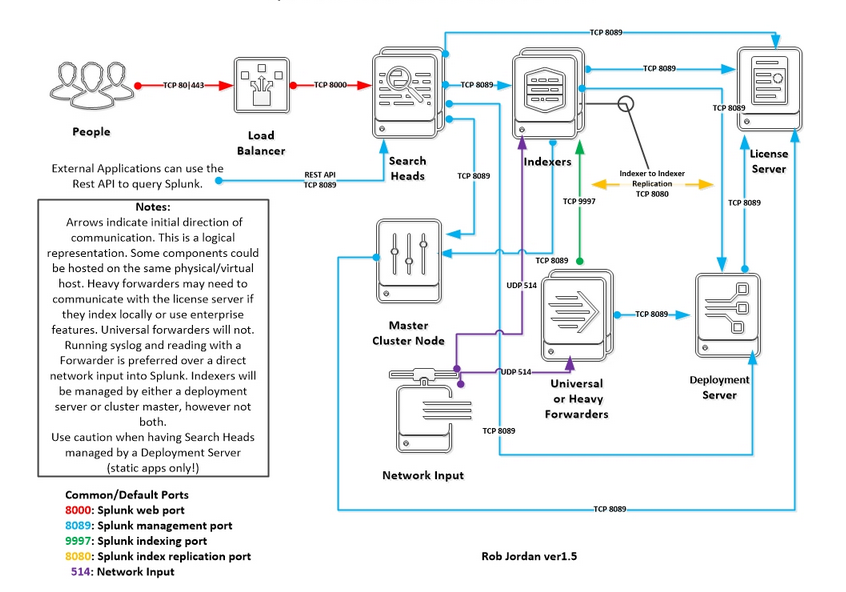 TCP 8089
TCP 80|443
TCP 8000
TCP 8089
TCP 8089
TCP 8089
People
Load
Balancer
Search
Heads
Indexers
License
Server
External Applications can use the
Rest API to query Splunk.
REST API
TCP 8089
TCP 8089
Indexer to Indexer
Replication
TCP 8080
TCP 9997
TCP 8089
Notes:
Arrows indicate initial direction of
communication. This is a logical
representation. Some components could
be hosted on the same physical/virtual
host. Heavy forwarders may need to
communicate with the license server if
they index locally or use enterprise
features. Universal forwarders will not.
Running syslog and reading with a
Forwarder is preferred over a direct
network input into Splunk. Indexers will
be managed by either a deployment
server or cluster master, however not
both.
Use caution when having Search Heads
managed by a Deployment Server
(static apps only!)
TCP 8089
UDP 514
TCP 8089
Master
Cluster Node
UDP 514
Universal
or Heavy
Forwarders
Deployment
Server
TCP 8089
Network Input
TCP 8089
Common/Default Ports
8000: Splunk web port
8089: Splunk management port
9997: Splunk indexing port
8080: Splunk index replication port
514: Network Input
Rob Jordan ver1.5